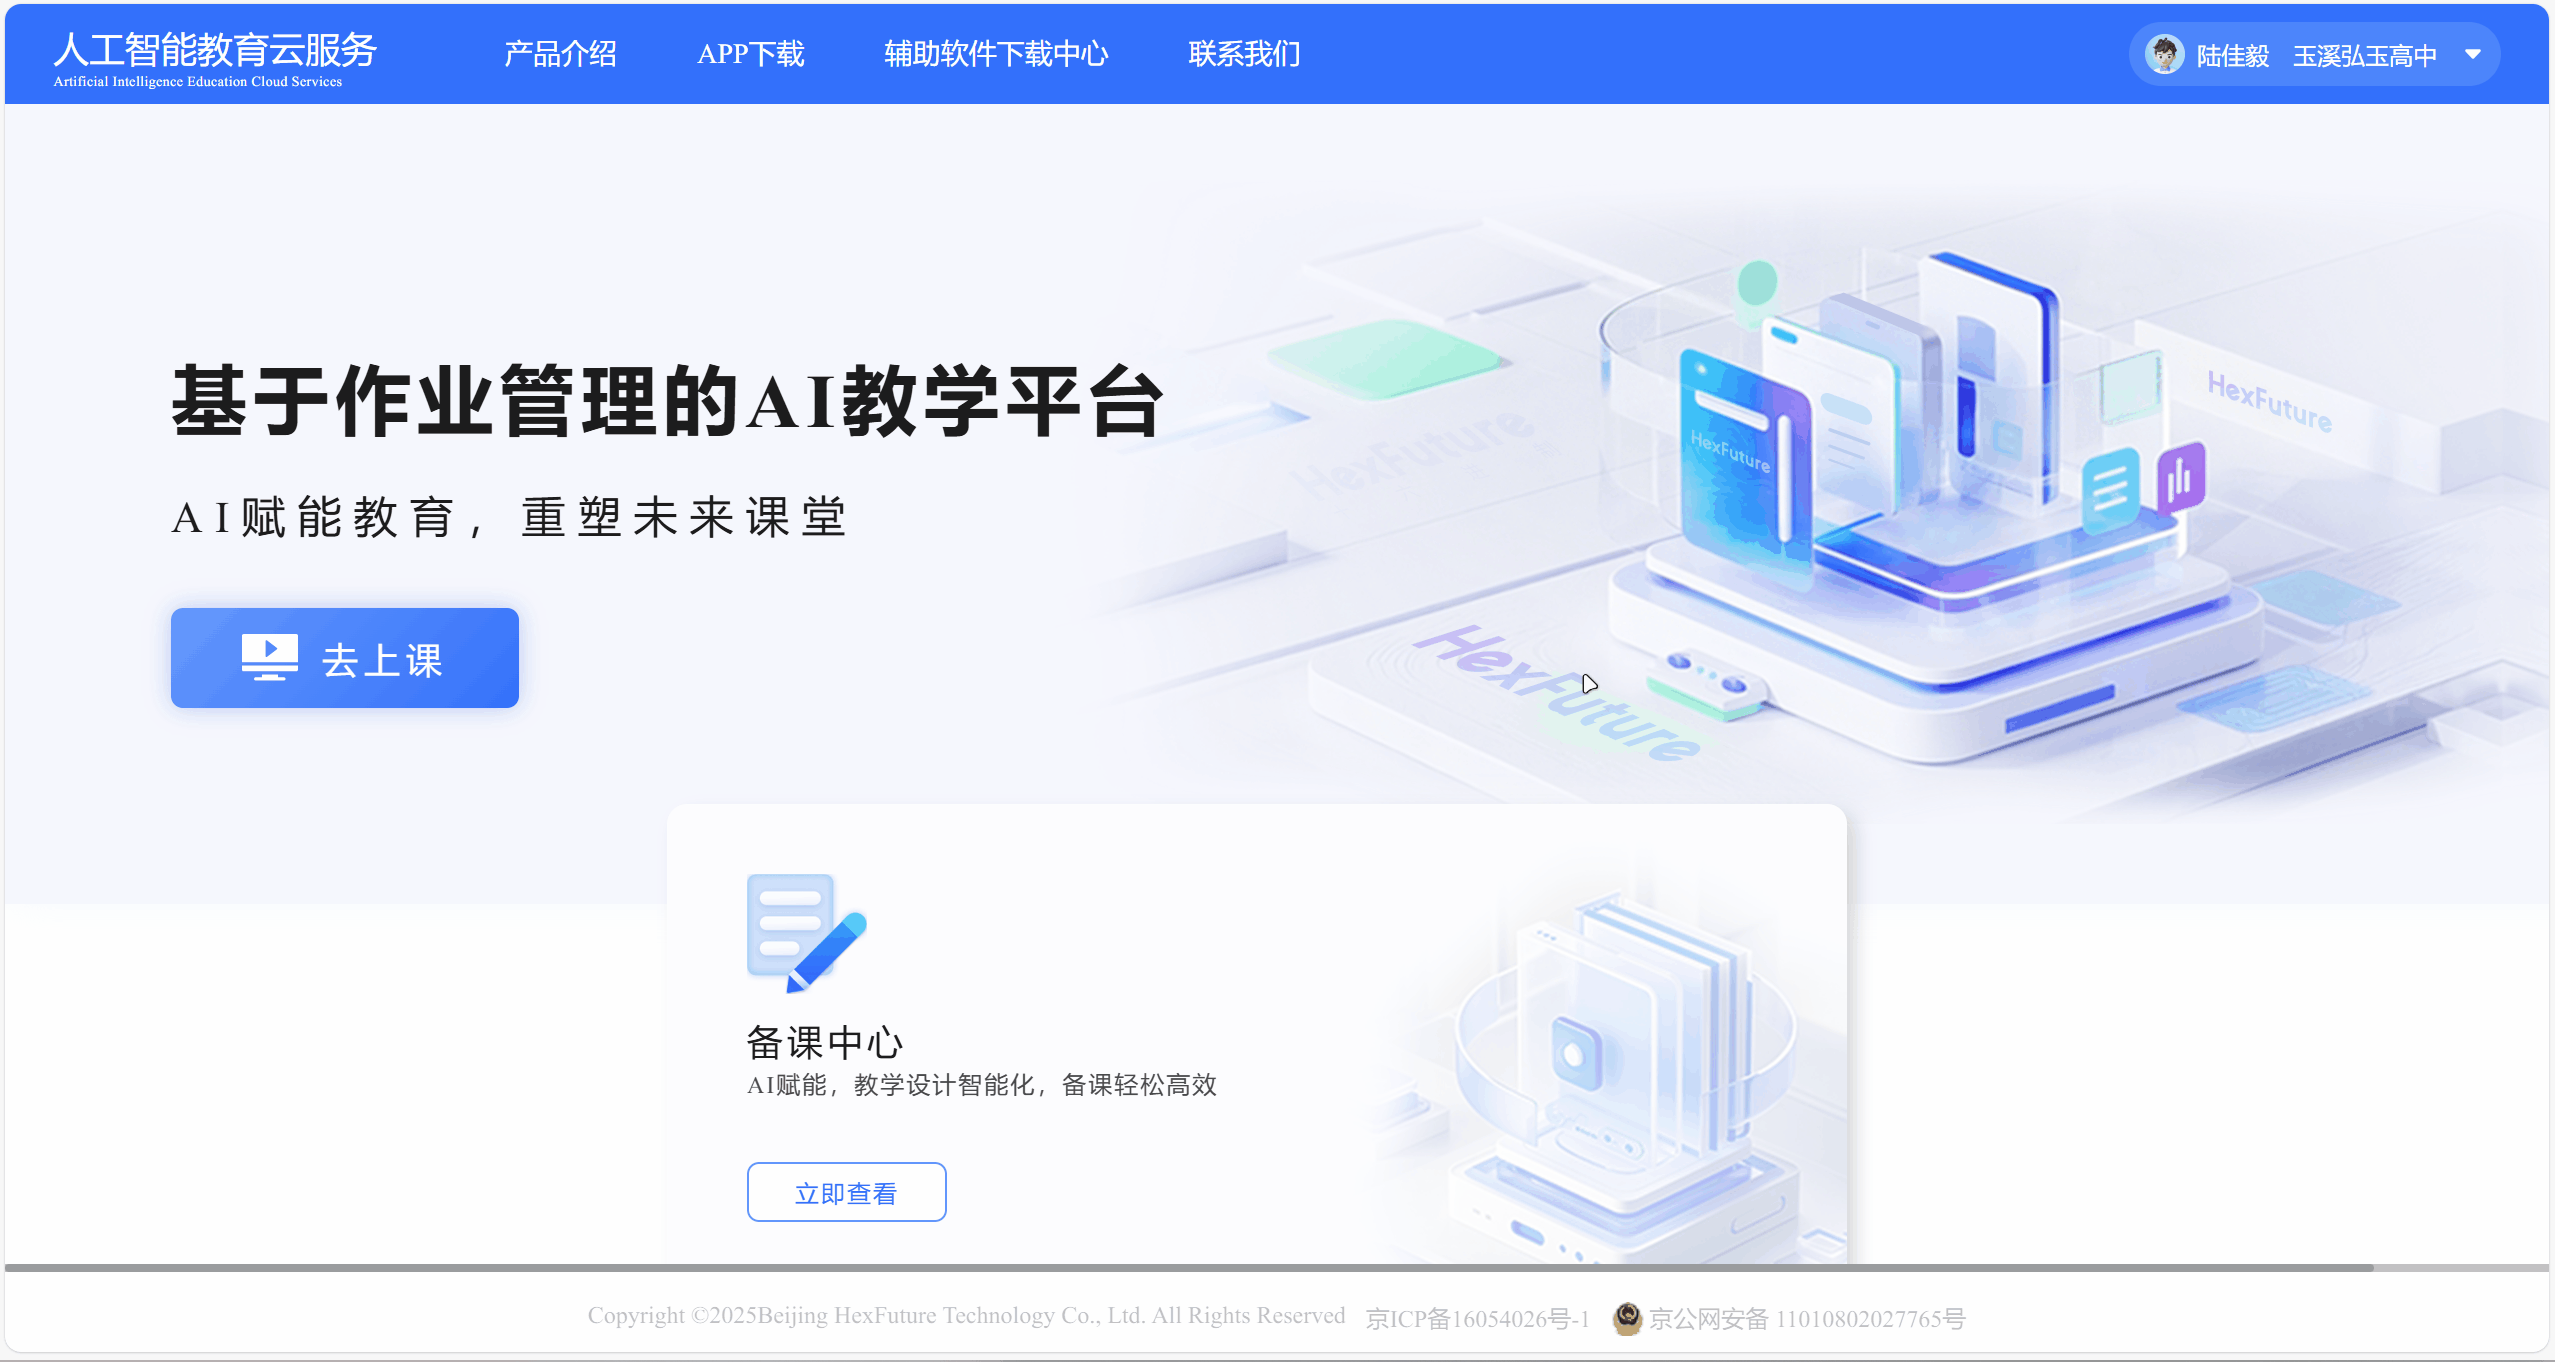 人工智能教育云服务
Artificial Intelligence Education Cloud Services
产品介绍
APP下载
辅助软件下载中心
联系我们
陆佳毅 玉溪弘玉高中
基于作业管理的AI教学平台
AI赋能教育，重塑未来课堂
去上课
HexFuture
HexFuture
HexFuture
HexFuture
备课中心
AI赋能，教学设计智能化，备课轻松高效
立即查看
Copyright ©2025Beijing HexFuture Technology Co., Ltd. All Rights Reserved 京ICP备16054026号-1 京公网安备 11010802027765号